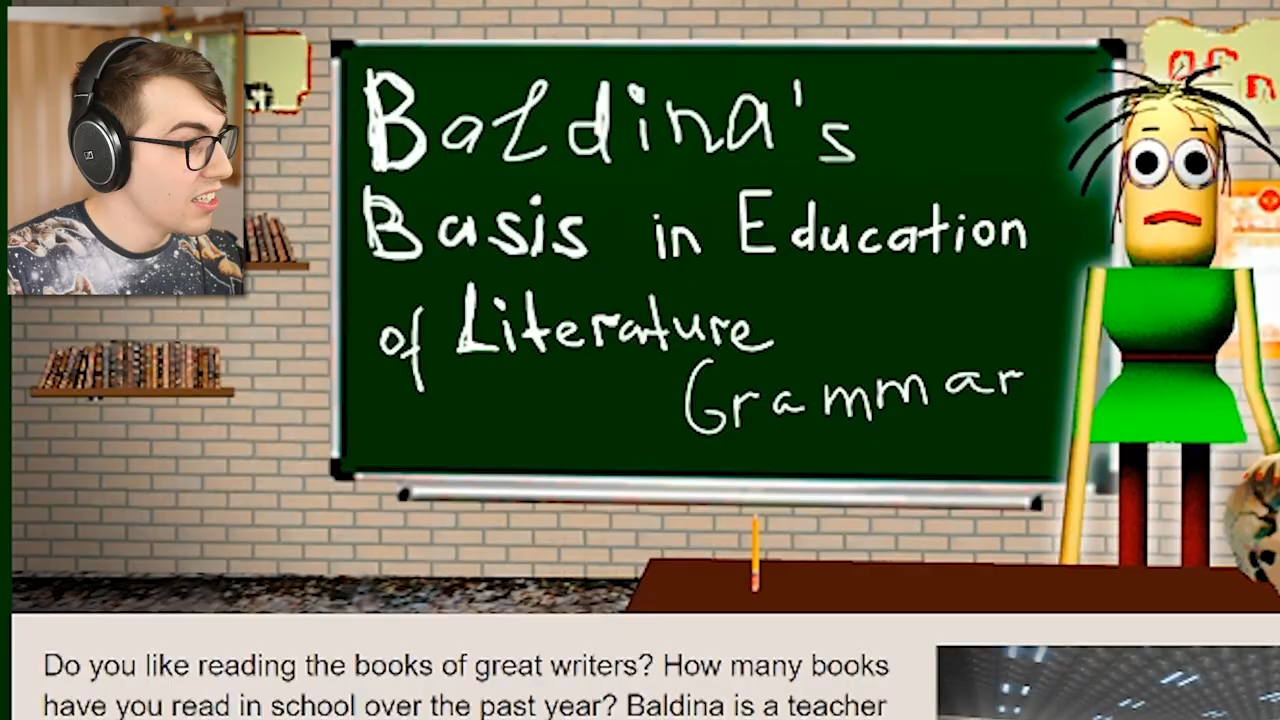 Baldina's
Basis in Education
of Literature
Grammar
Do you like reading the books of great writers? How many books
have you read in school over the past year? Baldina is a teacher